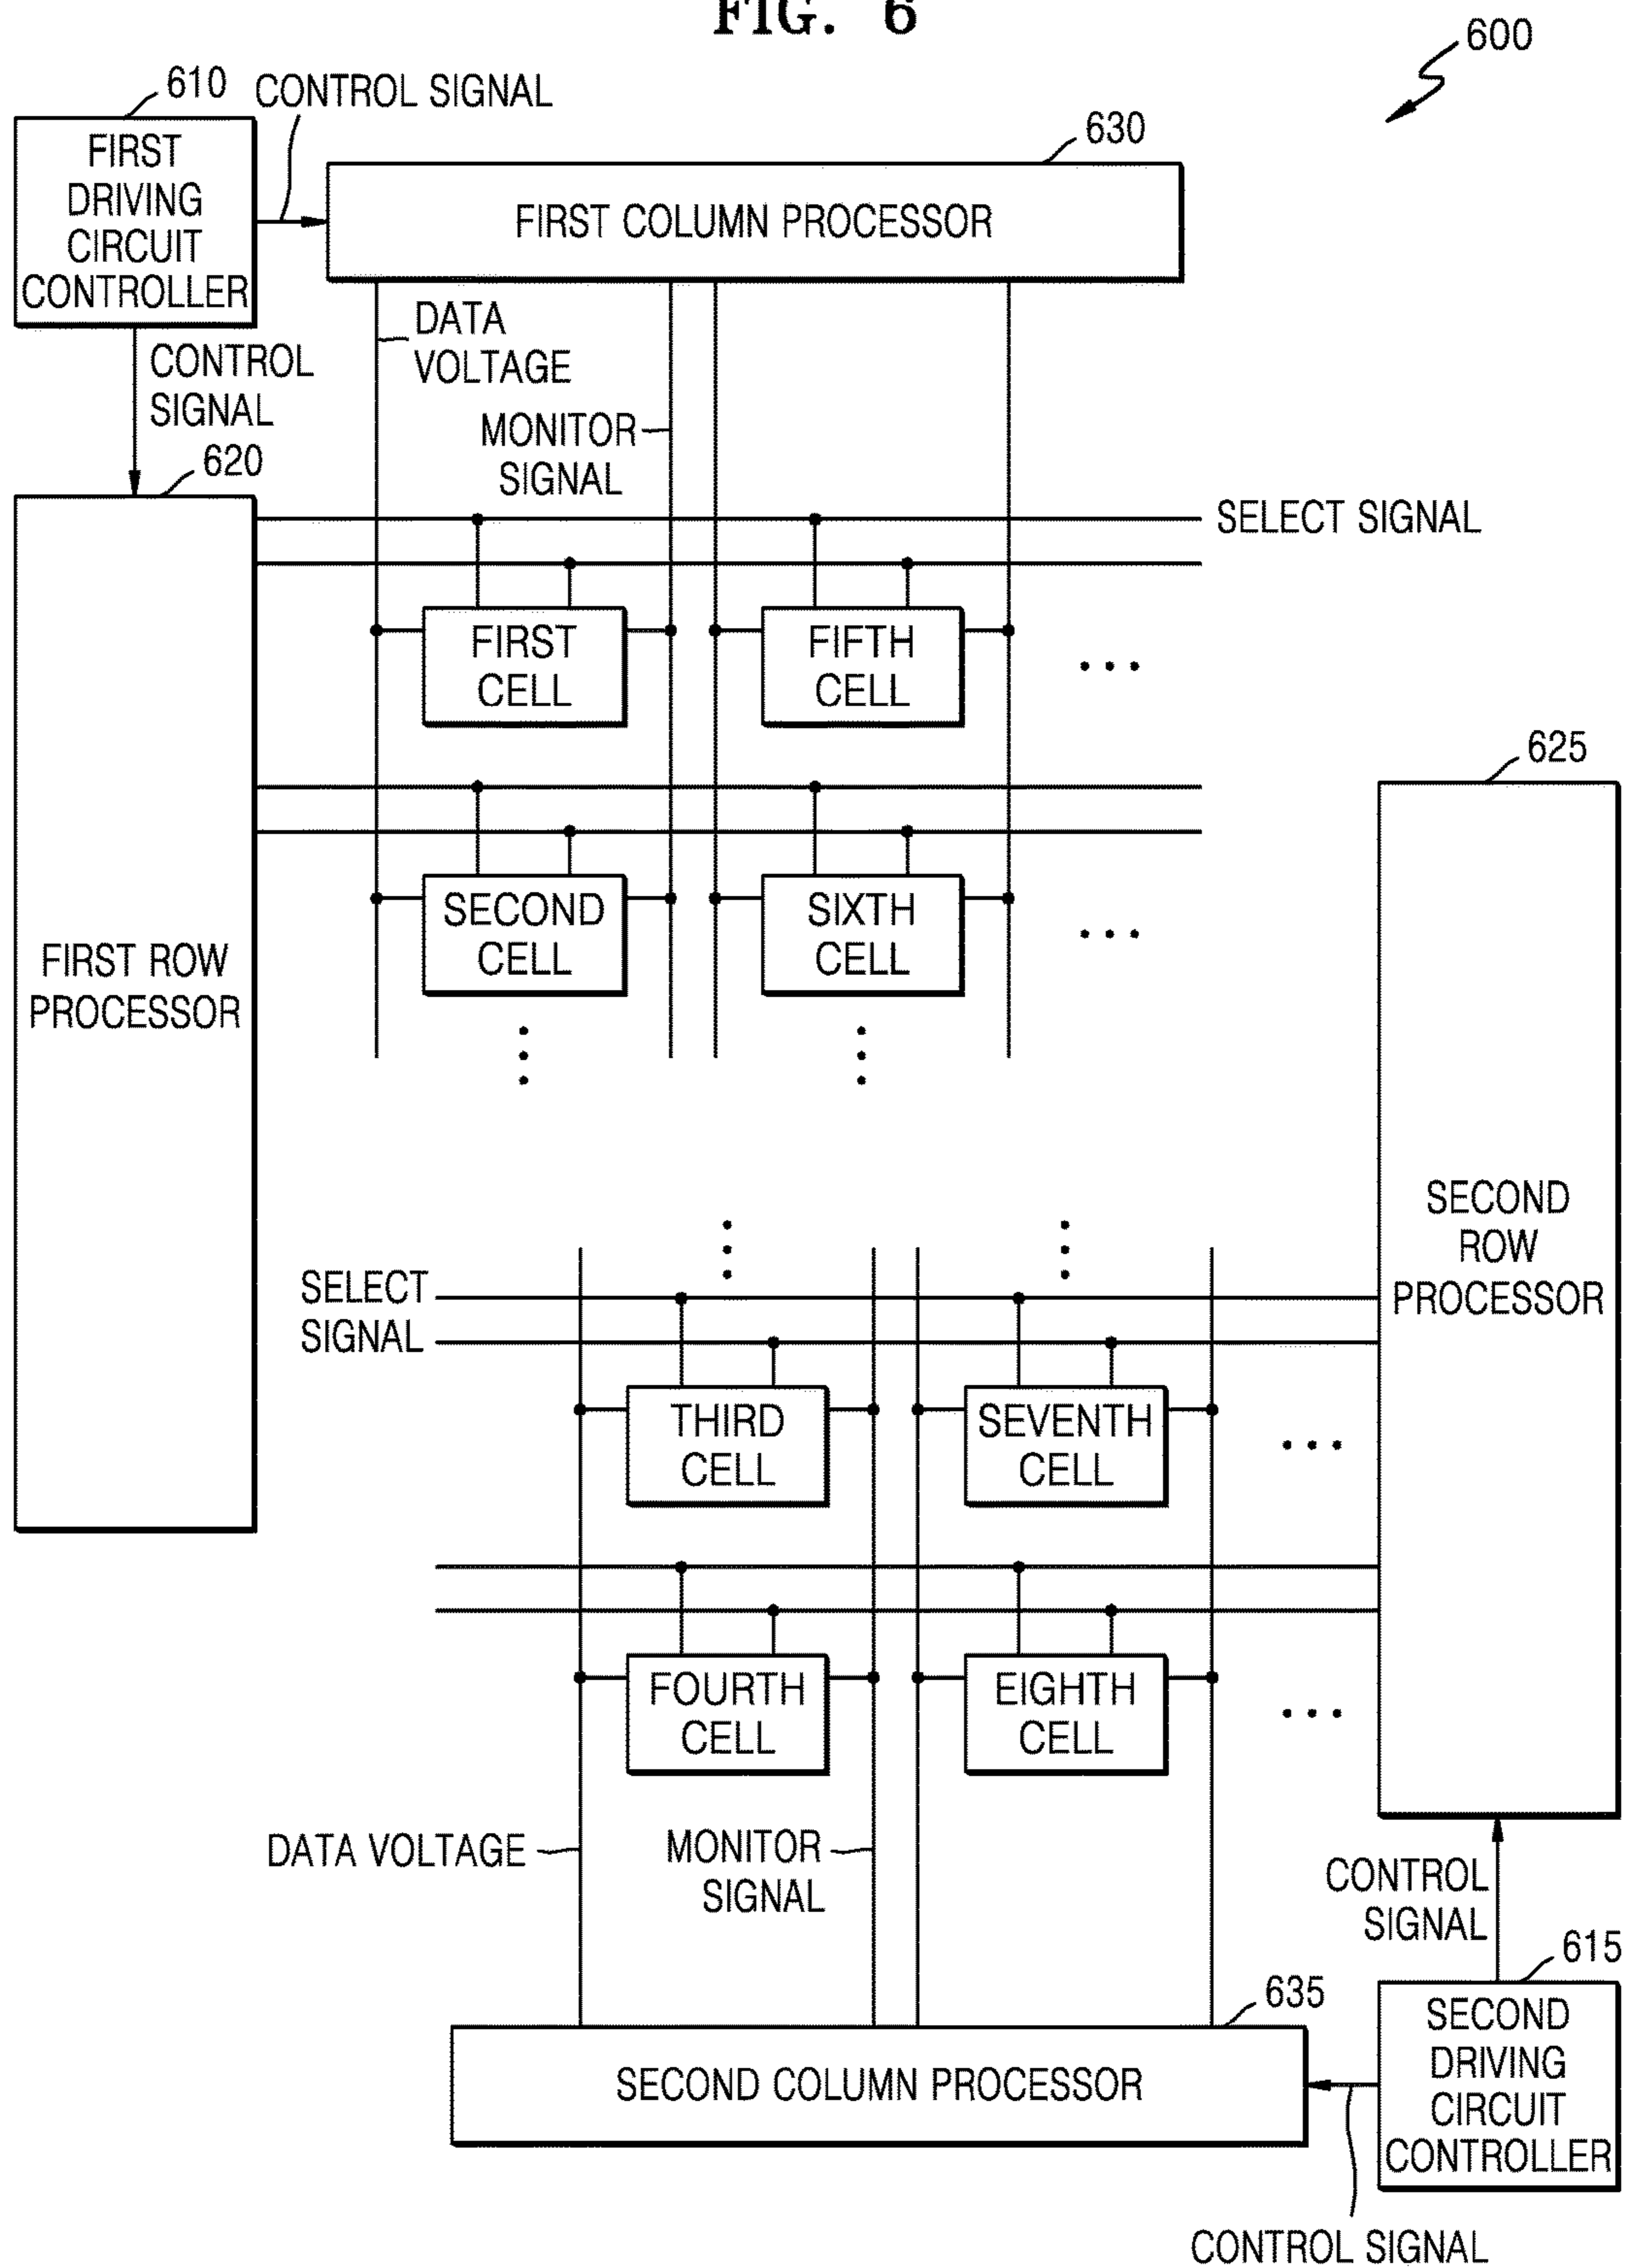 FIG. 6
600
610
CONTROL SIGNAL
FIRST
DRIVING
CIRCUIT
CONTROLLER
630
FIRST COLUMN PROCESSOR
DATA
VOLTAGE
CONTROL
SIGNAL
MONITOR
SIGNAL
620
SELECT SIGNAL
FIRST
CELL
FIFTH
CELL
625
SECOND
CELL
SIXTH
CELL
FIRST ROW
PROCESSOR
SECOND
ROW
PROCESSOR
SELECT
SIGNAL
THIRD
CELL
SEVENTH
CELL
FOURTH
CELL
EIGHTH
CELL
DATA VOLTAGE
MONITOR
SIGNAL
CONTROL
SIGNAL
615
635
SECOND COLUMN PROCESSOR
SECOND
DRIVING
CIRCUIT
CONTROLLER
CONTROL SIGNAL